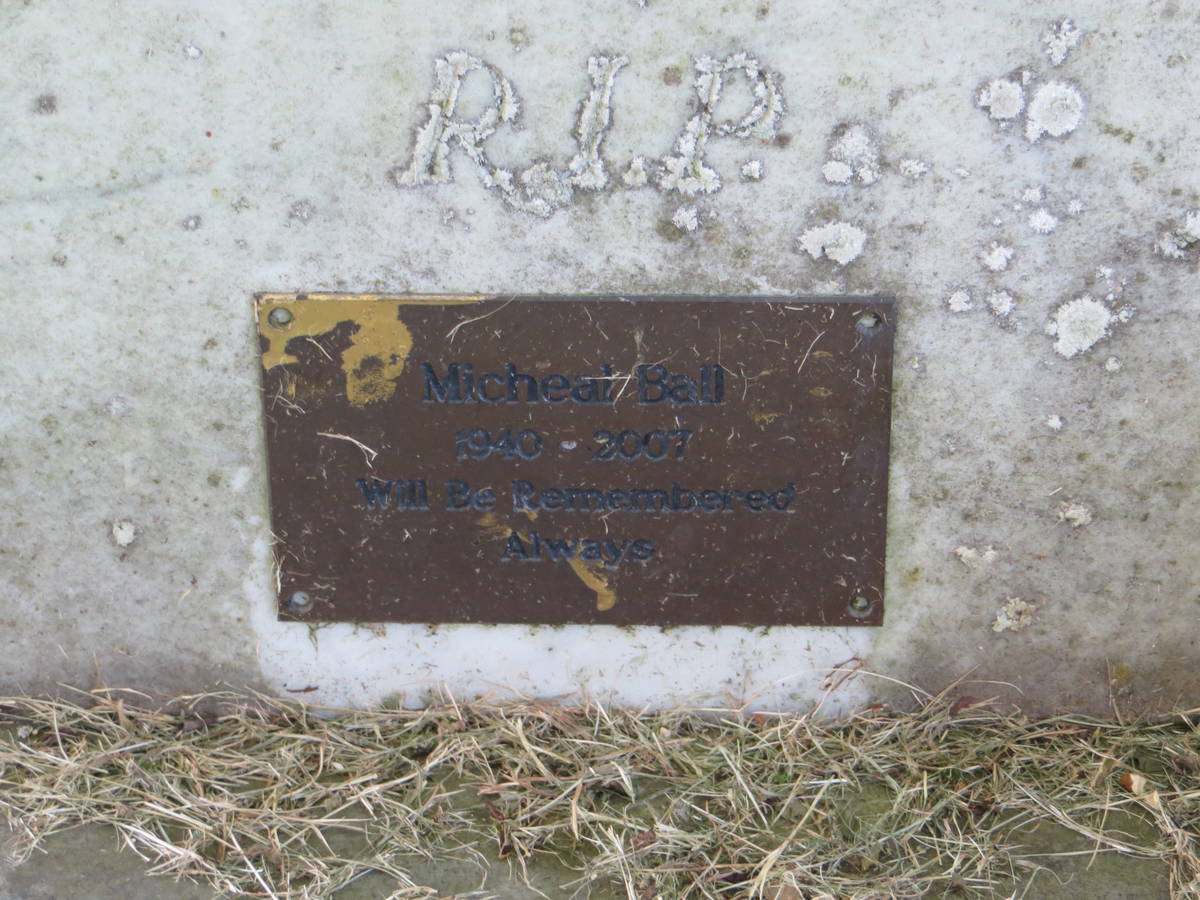 R.I.P.
Micheal Ball
1940 - 2007
Will Be Remembered
Always